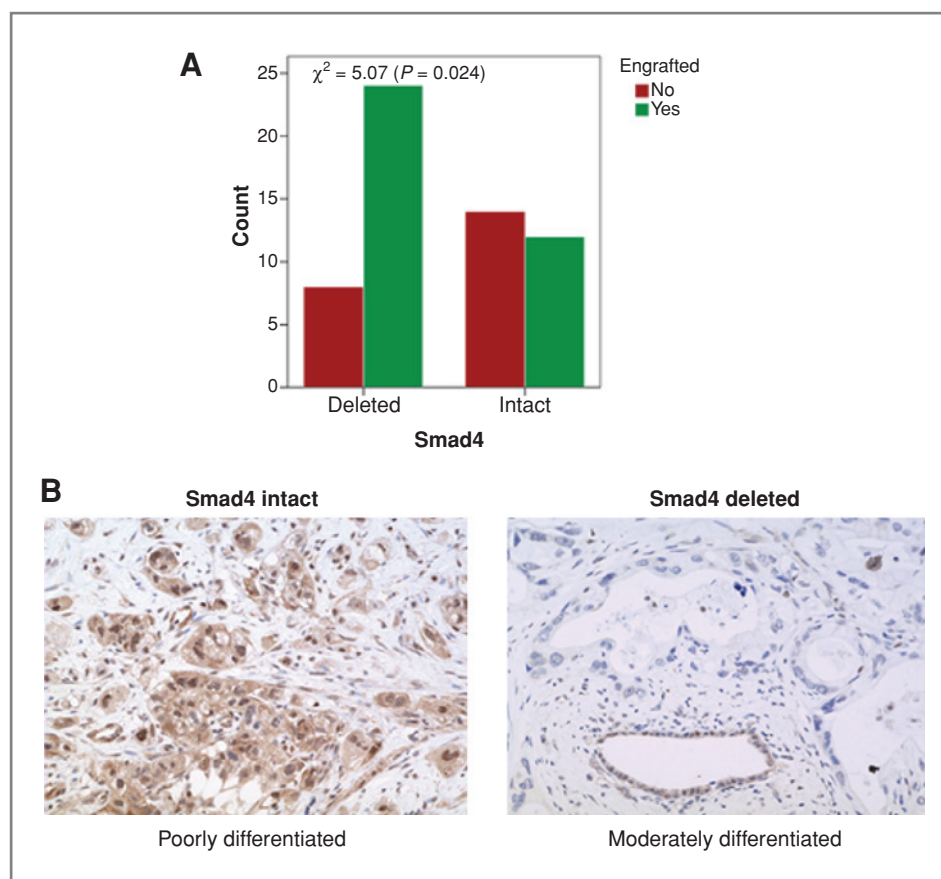 A
χ² = 5.07 (P = 0.024)
Engrafted
No
Yes
25
20
15
10
5
0
Count
Deleted
Intact
Smad4
B
Smad4 intact
Smad4 deleted
Poorly differentiated
Moderately differentiated